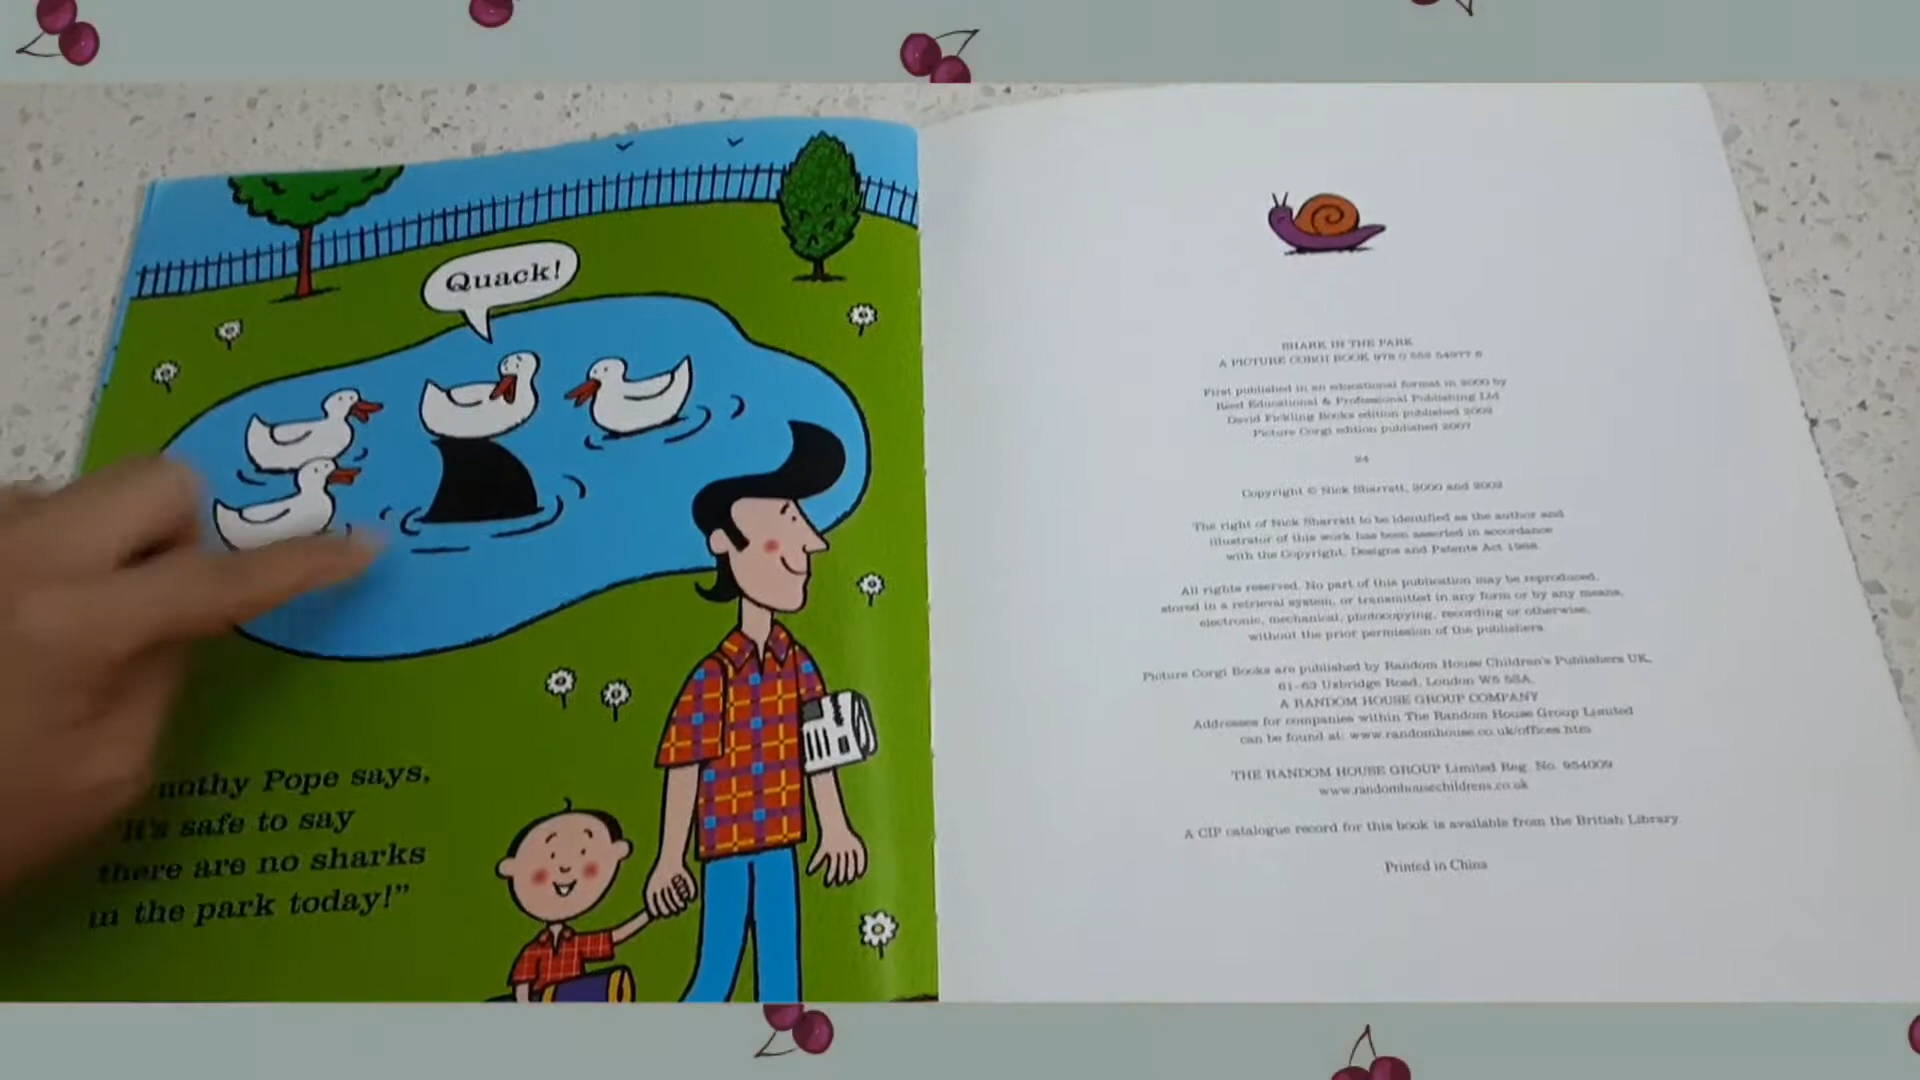 Quack!
Pope says,
"It's safe to say
there are no sharks
in the park today!"
SHARK IN THE PARK
A PICTURE CORGI BOOK 978 0 552 54977 6
First published in an educational format in 2000 by
Reed Educational & Professional Publishing Ltd
David Fickling Books edition published 2002
Picture Corgi edition published 2007
24
Copyright © Nick Sharratt, 2000 and 2002
The right of Nick Sharratt to be identified as the author and
illustrator of this work has been asserted in accordance
with the Copyright, Designs and Patents Act 1988.
All rights reserved. No part of this publication may be reproduced,
stored in a retrieval system, or transmitted in any form or by any means,
electronic, mechanical, photocopying, recording or otherwise,
without the prior permission of the publishers.
Picture Corgi Books are published by Random House Children's Publishers UK,
61-63 Uxbridge Road, London W5 5SA,
A RANDOM HOUSE GROUP COMPANY
Addresses for companies within The Random House Group Limited
can be found at: www.randomhouse.co.uk/offices.htm
THE RANDOM HOUSE GROUP Limited Reg. No. 954009
www.randomhousechildrens.co.uk
A CIP catalogue record for this book is available from the British Library.
Printed in China